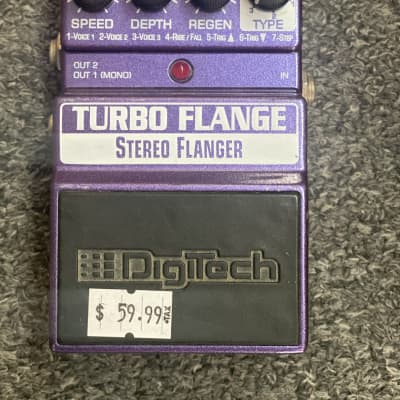 SPEED DEPTH REGEN TYPE
1-VOICE 1 2-VOICE 2 3-VOICE 3 4-RISE / FALL 5-TRIG ▲ 6-TRIG ▼ 7-STEP
OUT 2
OUT 1 (MONO) IN
TURBO FLANGE
STEREO FLANGER
DigiTech
$ 59.99